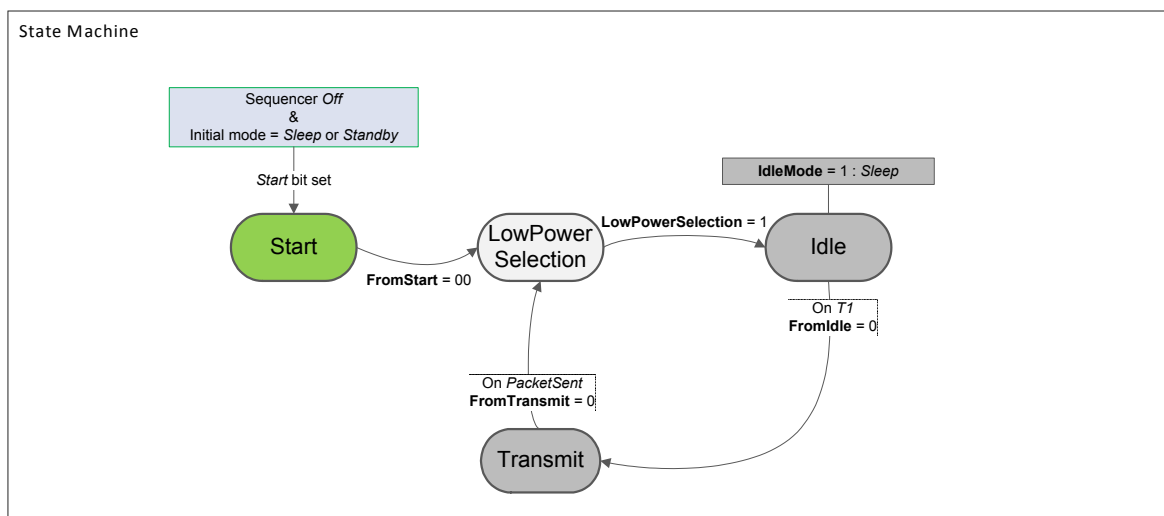 State Machine
Sequencer Off
&
Initial mode = Sleep or Standby
Start bit set
IdleMode = 1 : Sleep
Start
LowPower
Selection
LowPowerSelection = 1
Idle
FromStart = 00
On T1
FromIdle = 0
On PacketSent
FromTransmit = 0
Transmit